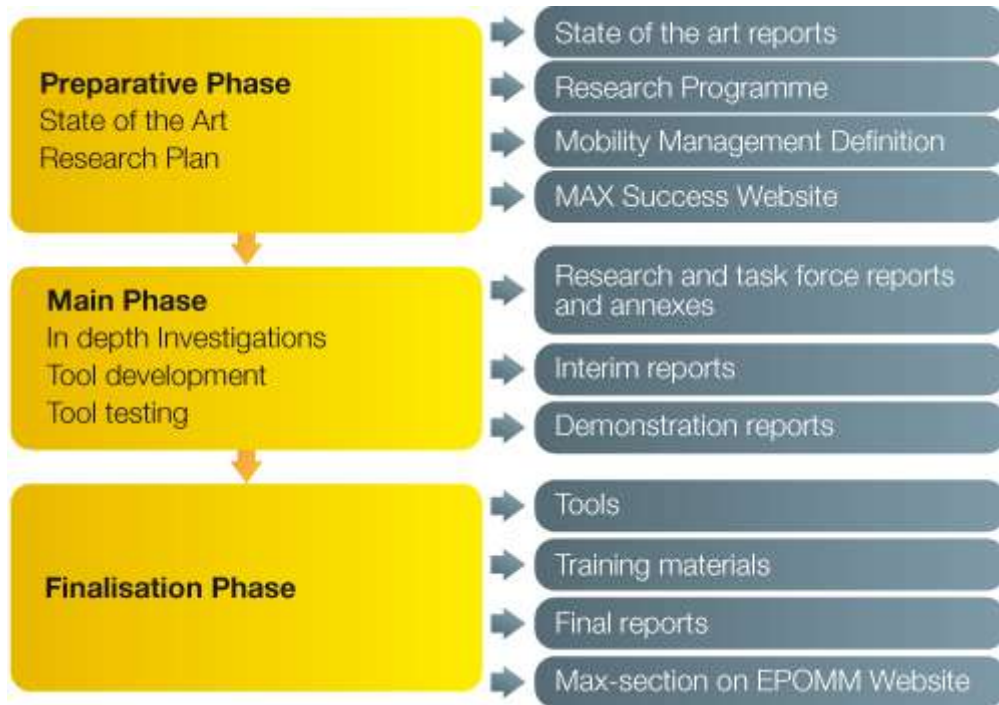 Preparative Phase
State of the Art
Research Plan
State of the art reports
Research Programme
Mobility Management Definition
MAX Success Website
Main Phase
In depth Investigations
Tool development
Tool testing
Research and task force reports
and annexes
Interim reports
Demonstration reports
Finalisation Phase
Tools
Training materials
Final reports
Max-section on EPOMM Website